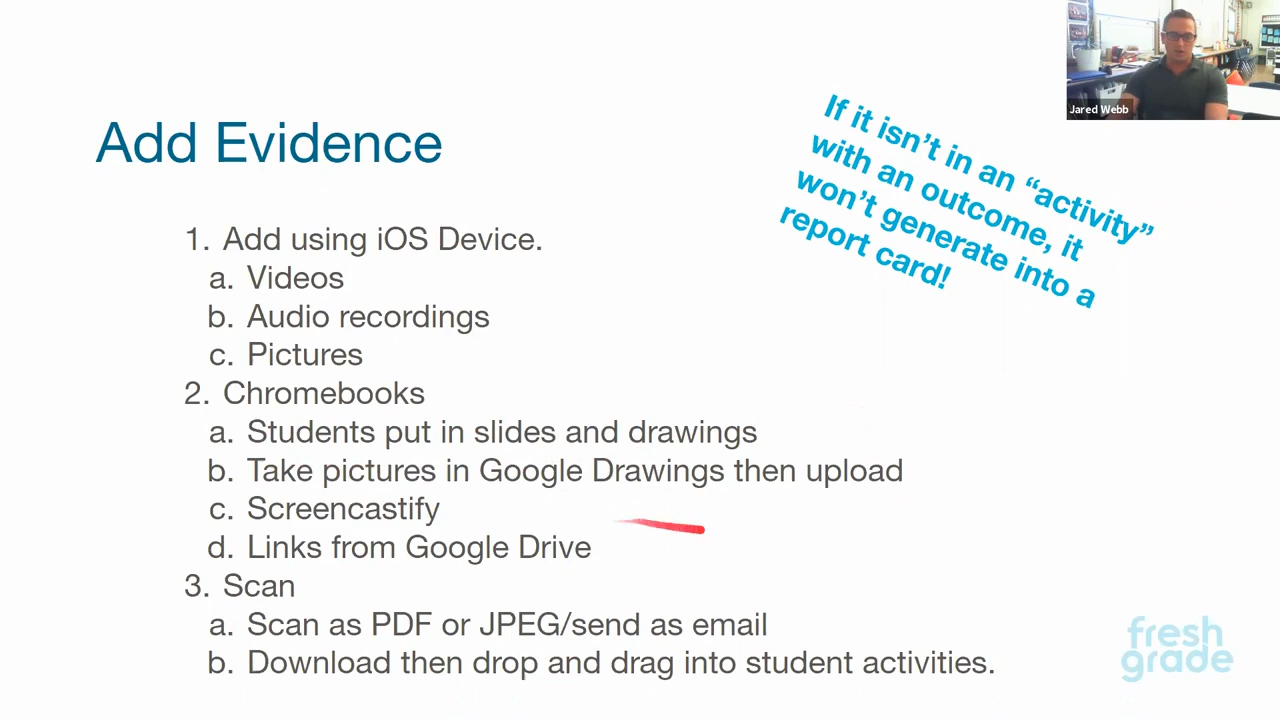 Jared Webb
Add Evidence
If it isn't in an “activity”
with an outcome, it
won't generate into a
report card!
1. Add using iOS Device.
a. Videos
b. Audio recordings
c. Pictures
2. Chromebooks
a. Students put in slides and drawings
b. Take pictures in Google Drawings then upload
c. Screencastify
d. Links from Google Drive
3. Scan
a. Scan as PDF or JPEG/send as email
b. Download then drop and drag into student activities.
fresh
grade